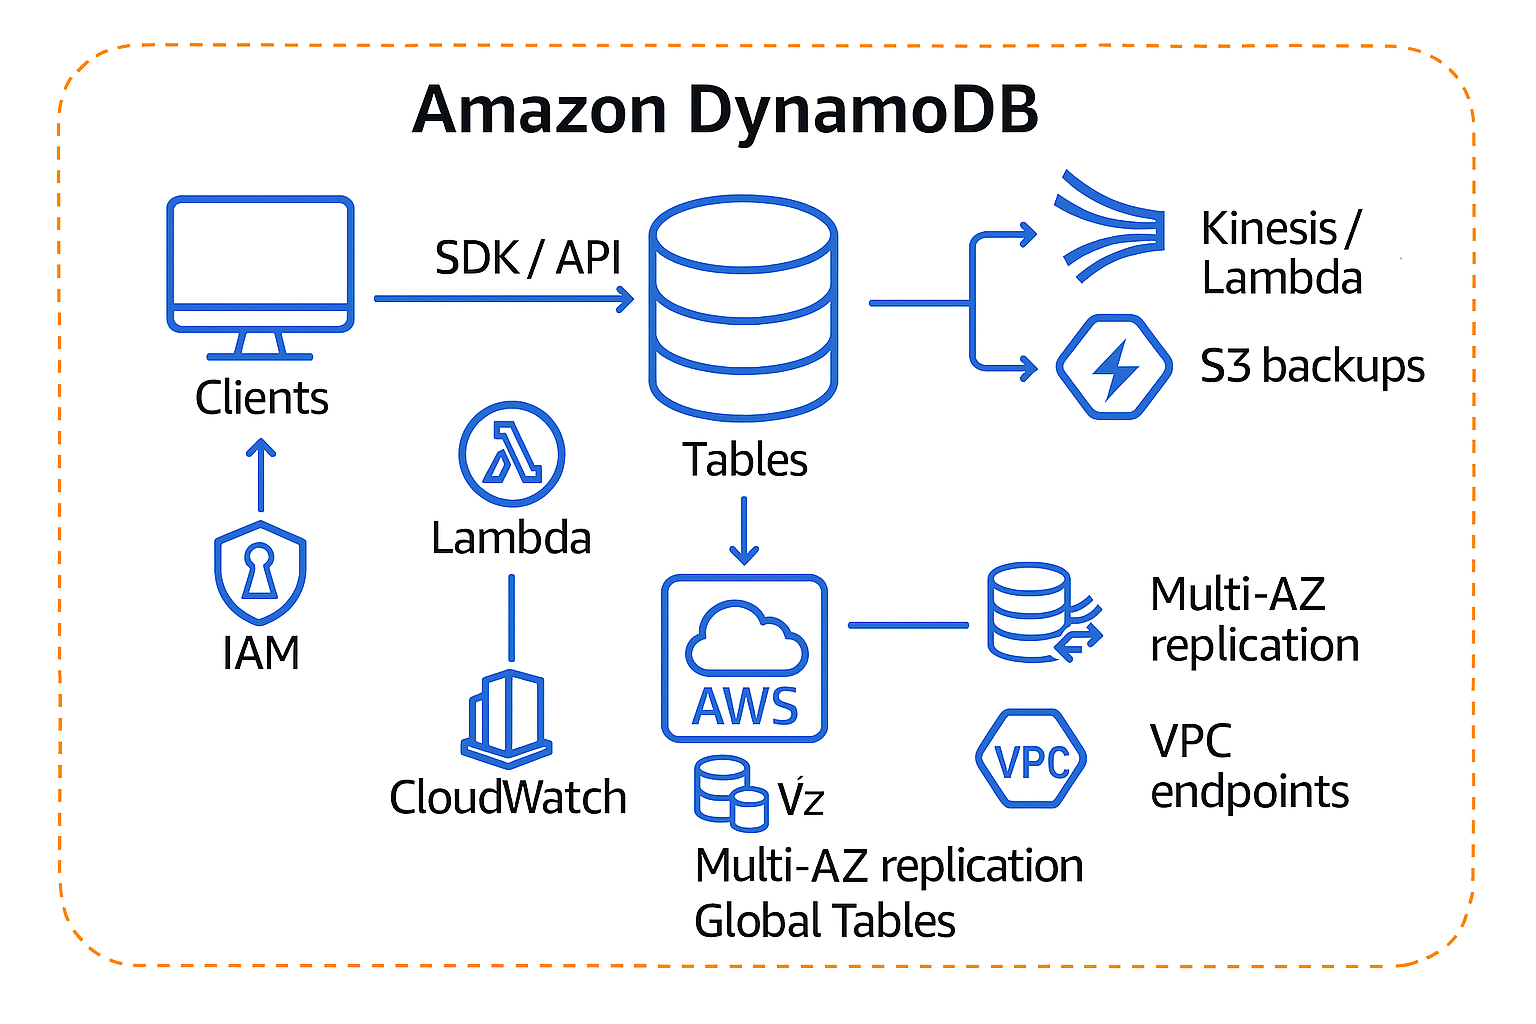 Amazon DynamoDB
SDK / API
Kinesis /
Lambda
S3 backups
Clients
Tables
Lambda
IAM
AWS
Multi-AZ
replication
CloudWatch
VPC
VPC
endpoints
Multi-AZ replication
Global Tables